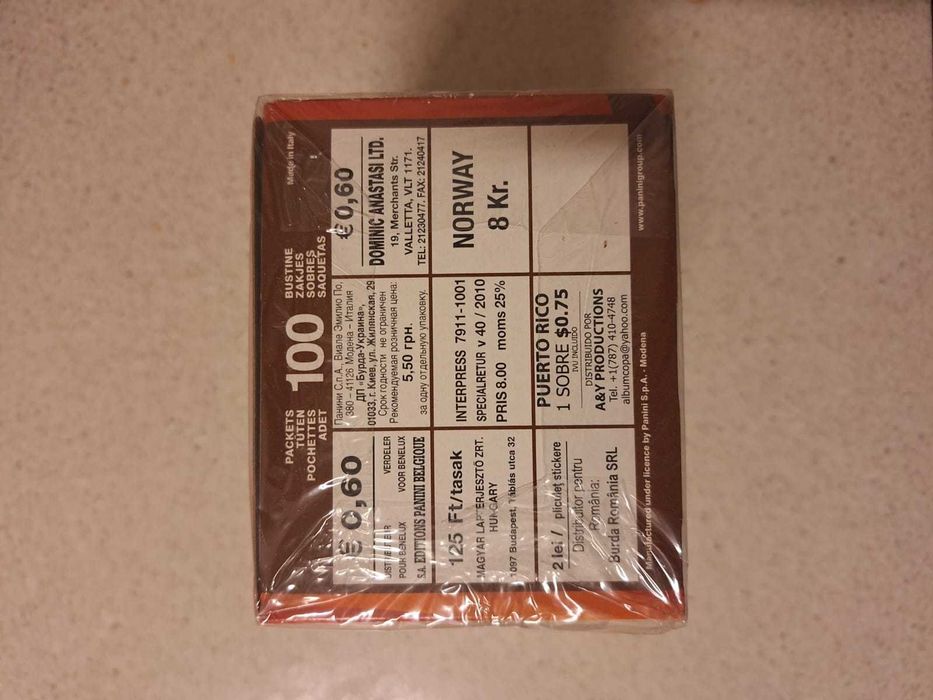 PACKETS
TÜTEN
POCHETTES
ADET
100
BUSTINE
ZAKJES
SOBRES
SAQUETAS
Made in Italy
€ 0,60
VERDELER
POUR BENELUX
VOOR BENELUX
S.A. EDITIONS PANINI BELGIQUE
Панини С.п.А., Виале Эмилио По,
380 – 41126 Модена – Италия
ДП «Бурда-Украина»,
01033, г. Киев, ул. Жилянская, 29
Срок годности не ограничен
Рекомендуемая розничная цена:
5,50 грн.
за одну отдельную упаковку.
€ 0,60
DOMINIC ANASTASI LTD.
19, Merchants Str.
VALLETTA, VLT 1171.
TEL: 21230477. FAX: 21240417
125 Ft/tasak
MAGYAR LAPTERJESZTŐ ZRT.
HUNGARY
1097 Budapest, Táblás utca 32
INTERPRESS 7911-1001
SPECIALRETUR v 40 / 2010
PRIS 8.00 moms 25%
NORWAY
8 Kr.
2 lei / pliculeț stickere
Distribuitor pentru
România:
Burda România SRL
PUERTO RICO
1 SOBRE $0.75
IVU INCLUIDO
DISTRIBUIDO POR
A&Y PRODUCTIONS
Tel. +1(787) 410-4748
albumcopa@yahoo.com
Manufactured under licence by Panini S.p.A. - Modena
www.paninigroup.com